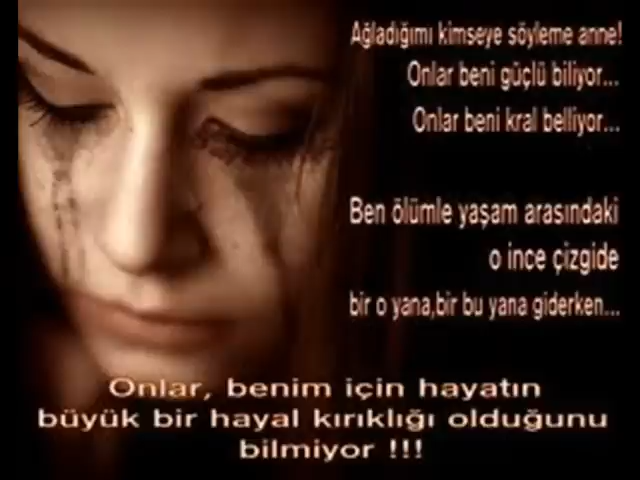 Ağladığımı kimseye söyleme anne!
Onlar beni güçlü biliyor...
Onlar beni kral belliyor...
Ben ölümle yaşam arasındaki
o ince çizgide
bir o yana,bir bu yana giderken...
Onlar, benim için hayatın
büyük bir hayal kırıklığı olduğunu
bilmiyor !!!